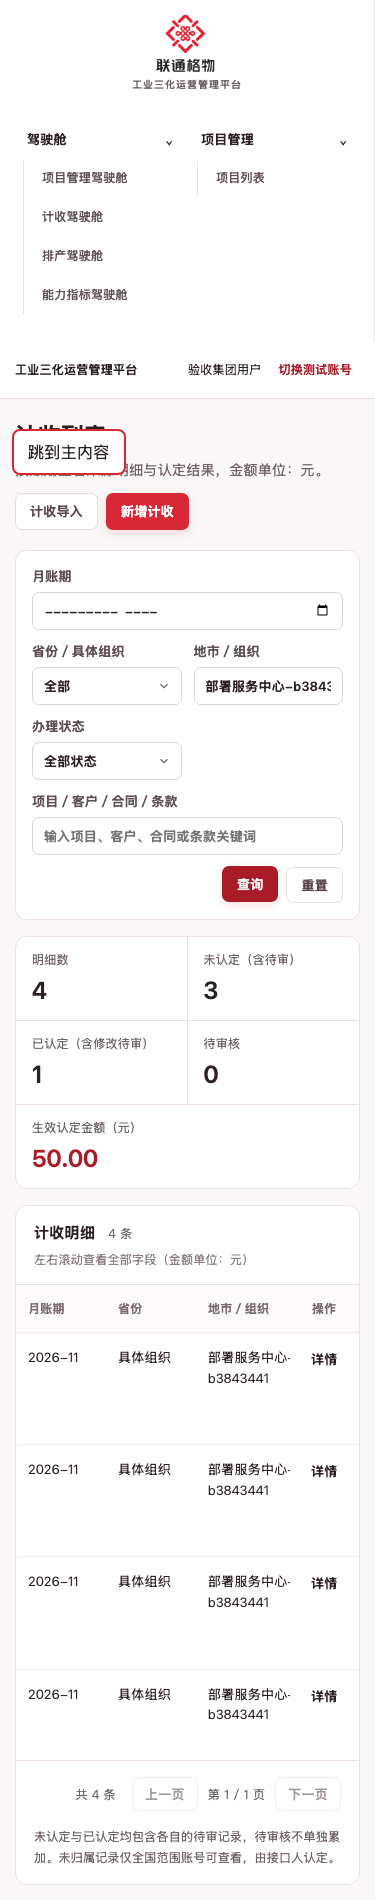 联通格物
工业三化运营管理平台
驾驶舱
项目管理
项目管理驾驶舱
项目列表
计收驾驶舱
排产驾驶舱
能力指标驾驶舱
工业三化运营管理平台 验收集团用户 切换测试账号
跳到主内容
明细与认定结果，金额单位：元。
计收导入 新增计收
月账期
--------- ----
省份 / 具体组织 地市 / 组织
全部 部署服务中心-b3843
办理状态
全部状态
项目 / 客户 / 合同 / 条款
输入项目、客户、合同或条款关键词
查询 重置
明细数 未认定（含待审）
4 3
已认定（含修改待审） 待审核
1 0
生效认定金额（元）
50.00
计收明细 4 条
左右滚动查看全部字段（金额单位：元）
月账期 省份 地市 / 组织 操作
2026-11 具体组织 部署服务中心- 详情
b3843441
2026-11 具体组织 部署服务中心- 详情
b3843441
2026-11 具体组织 部署服务中心- 详情
b3843441
2026-11 具体组织 部署服务中心- 详情
b3843441
共 4 条 上一页 第 1 / 1 页 下一页
未认定与已认定均包含各自的待审记录，待审核不单独累
加。未归属记录仅全国范围账号可查看，由接口人认定。